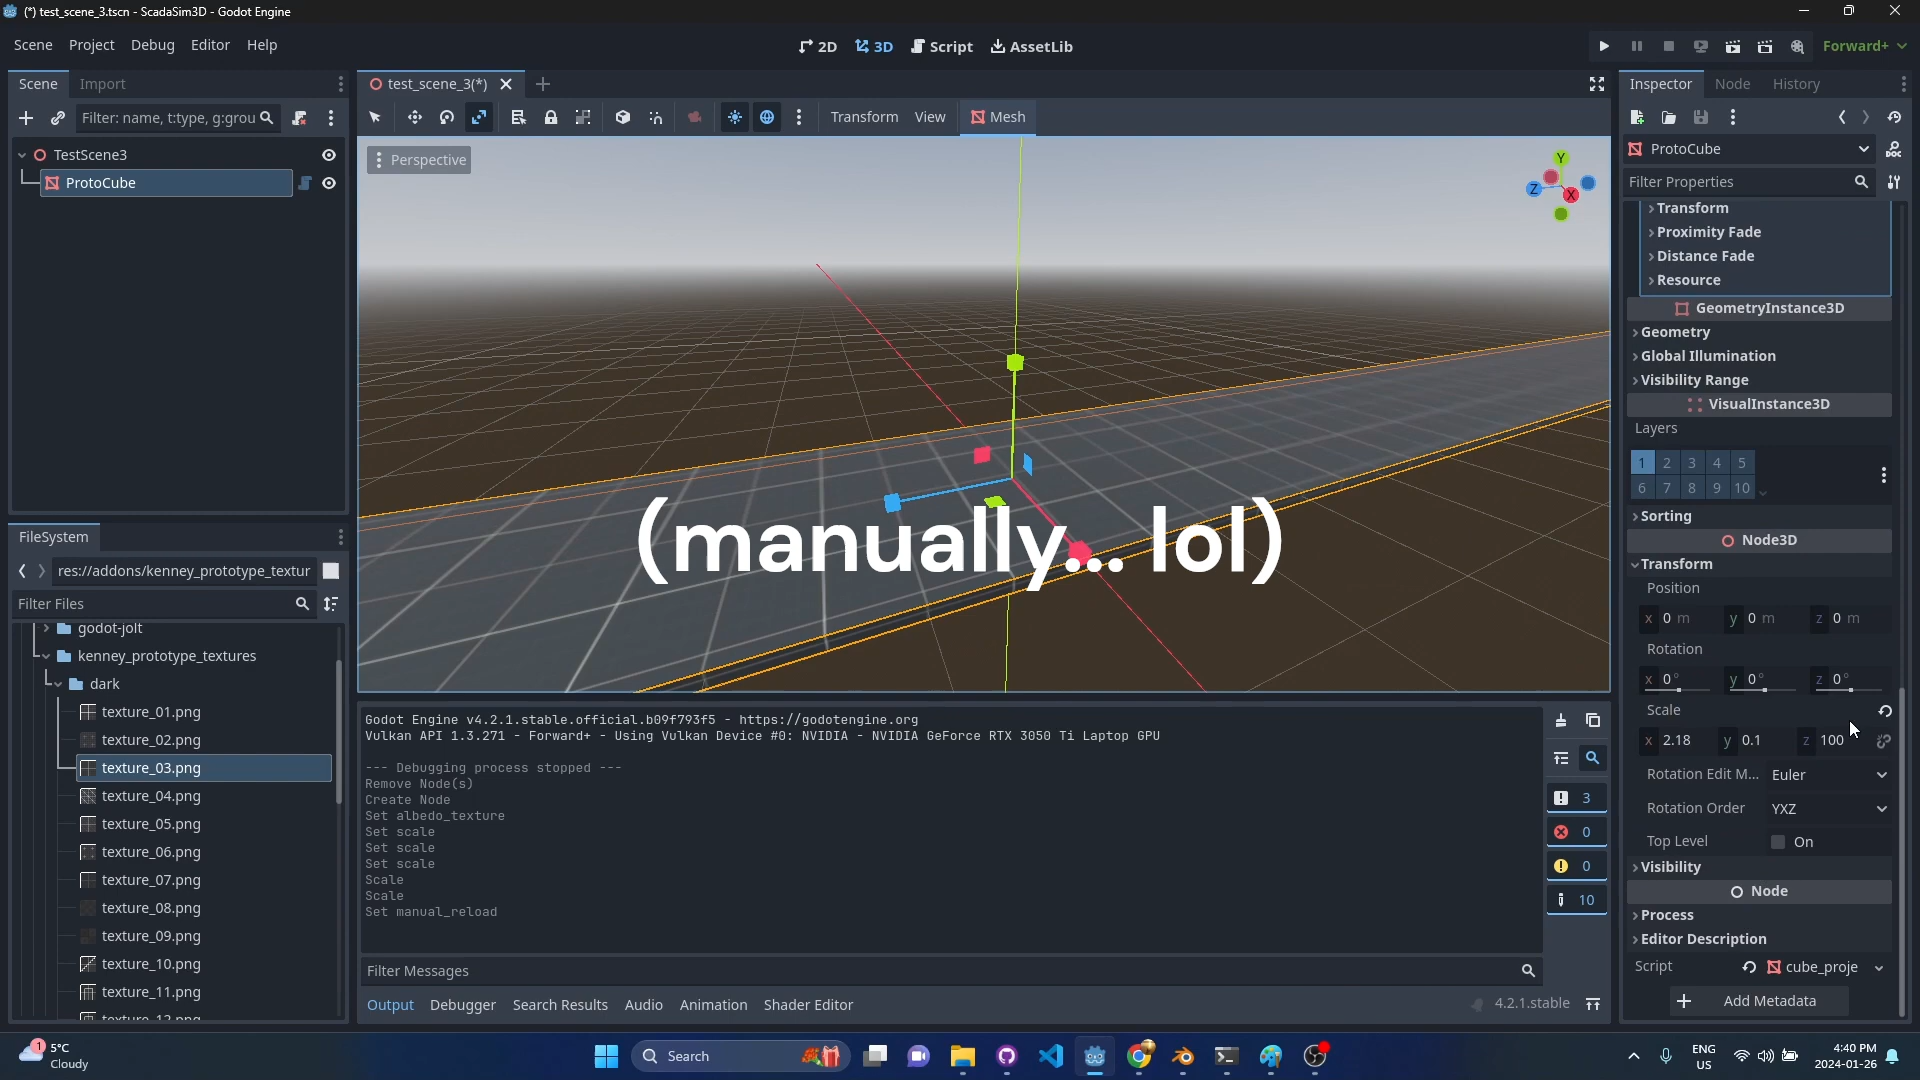 (*) test_scene_3.tscn - ScadaSim3D - Godot Engine
Scene Project Debug Editor Help
2D 3D Script AssetLib
Forward+
Scene Import
test_scene_3(*)
Inspector Node History
Filter: name, t:type, g:grou
Transform View Mesh
TestScene3
ProtoCube
Perspective
Y
Z
X
ProtoCube
DOC
Filter Properties
Transform
Proximity Fade
Distance Fade
Resource
GeometryInstance3D
Geometry
Global Illumination
Visibility Range
VisualInstance3D
Layers
1 2 3 4 5
6 7 8 9 10
Sorting
Node3D
Transform
Position
x 0 m y 0 m z 0 m
Rotation
x 0° y 0° z 0°
Scale
x 2.18 y 0.1 z 100
Rotation Edit M... Euler
Rotation Order YXZ
Top Level On
Visibility
Node
Process
Editor Description
Script cube_proje
Add Metadata
(manually... lol)
FileSystem
res://addons/kenney_prototype_textur
Filter Files
godot-jolt
kenney_prototype_textures
dark
texture_01.png
texture_02.png
texture_03.png
texture_04.png
texture_05.png
texture_06.png
texture_07.png
texture_08.png
texture_09.png
texture_10.png
texture_11.png
texture_12.png
Godot Engine v4.2.1.stable.official.b09f793f5 - https://godotengine.org
Vulkan API 1.3.271 - Forward+ - Using Vulkan Device #0: NVIDIA - NVIDIA GeForce RTX 3050 Ti Laptop GPU
--- Debugging process stopped ---
Remove Node(s)
Create Node
Set albedo_texture
Set scale
Set scale
Set scale
Scale
Scale
Set manual_reload
3
0
0
10
Filter Messages
Output Debugger Search Results Audio Animation Shader Editor
4.2.1.stable
1
5°C
Cloudy
Search
ENG
US
4:40 PM
2024-01-26